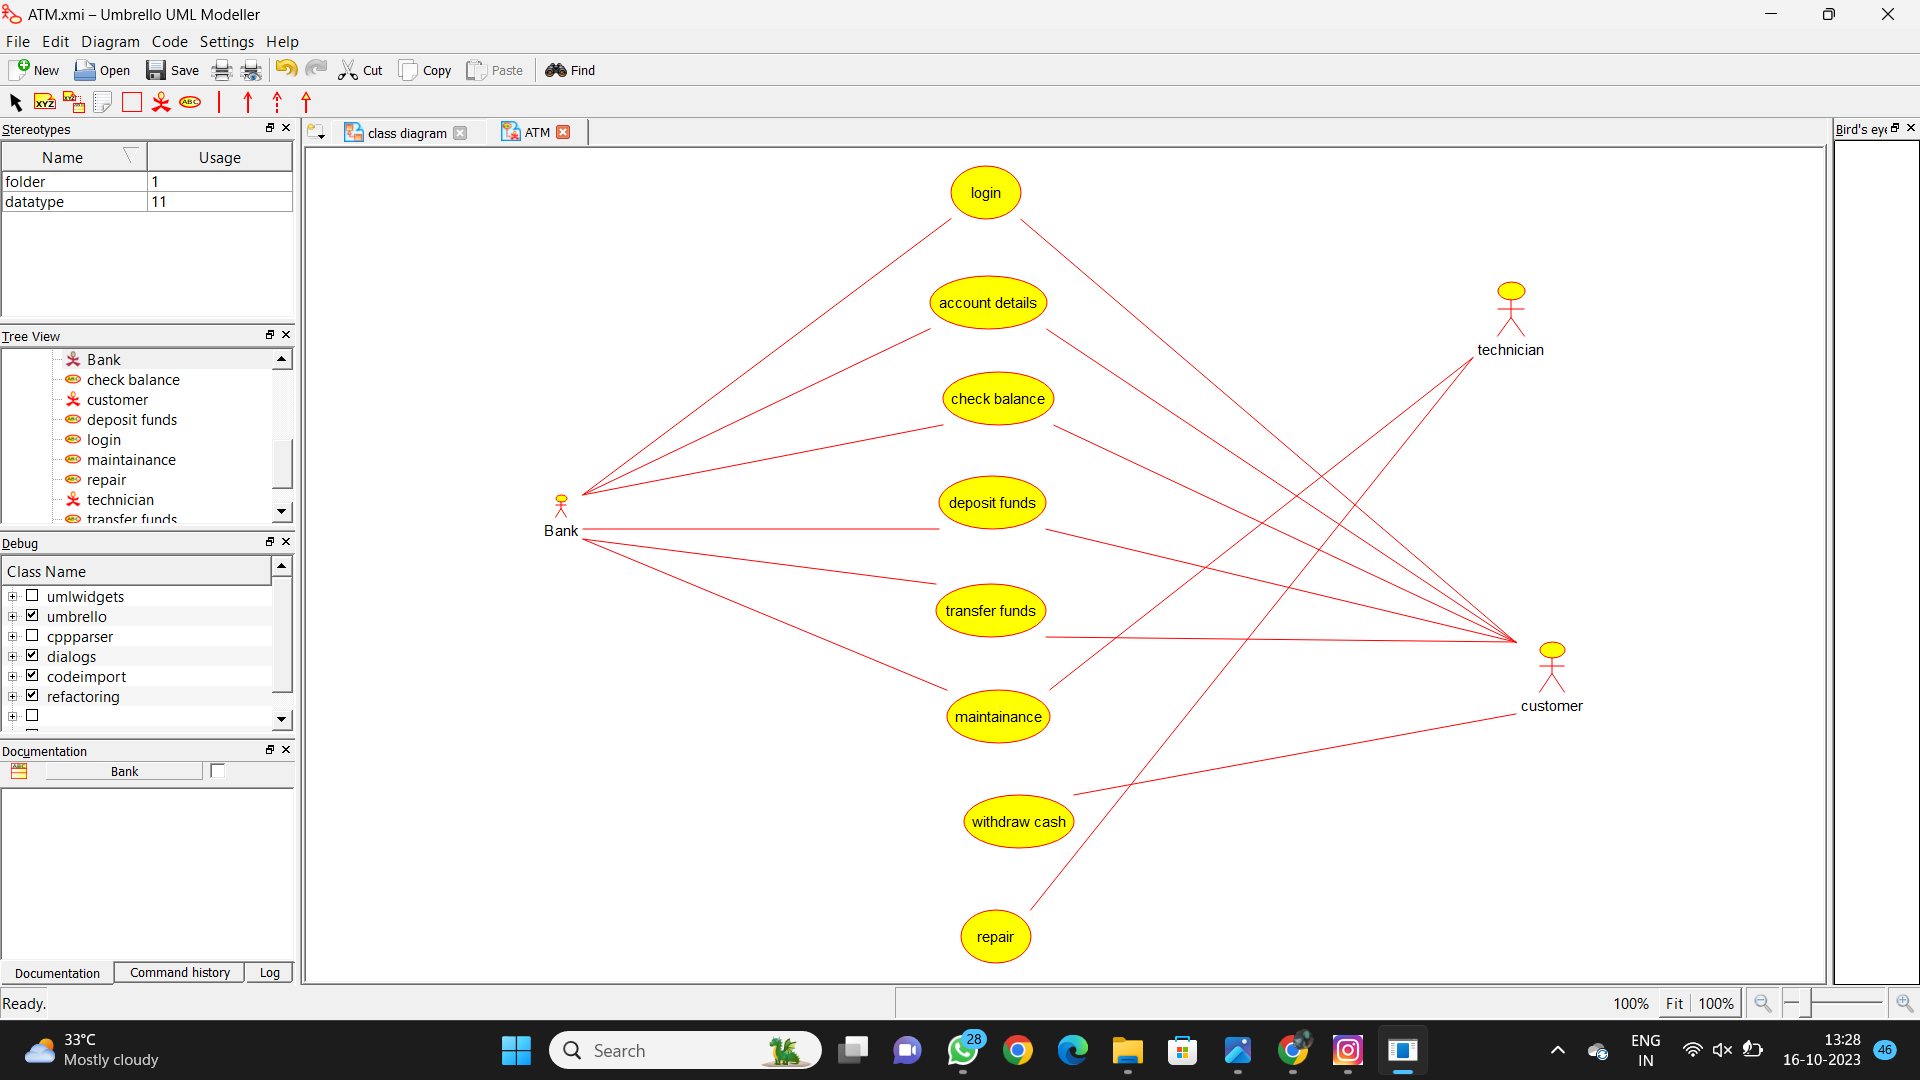 ATM.xmi – Umbrello UML Modeller
File Edit Diagram Code Settings Help
New Open Save Cut Copy Paste Find
XYZ XYZ ABC
Stereotypes
Name Usage
folder 1
datatype 11
Tree View
Bank
check balance
customer
deposit funds
login
maintainance
repair
technician
transfer funds
Debug
Class Name
umlwidgets
umbrello
cppparser
dialogs
codeimport
refactoring
Documentation
Bank
Documentation Command history Log
class diagram ATM
login
account details
check balance
deposit funds
transfer funds
maintainance
withdraw cash
repair
Bank
technician
customer
Bird's eye
Ready.
100% Fit 100%
33°C
Mostly cloudy
Search
28
ENG
IN
13:28
16-10-2023
46